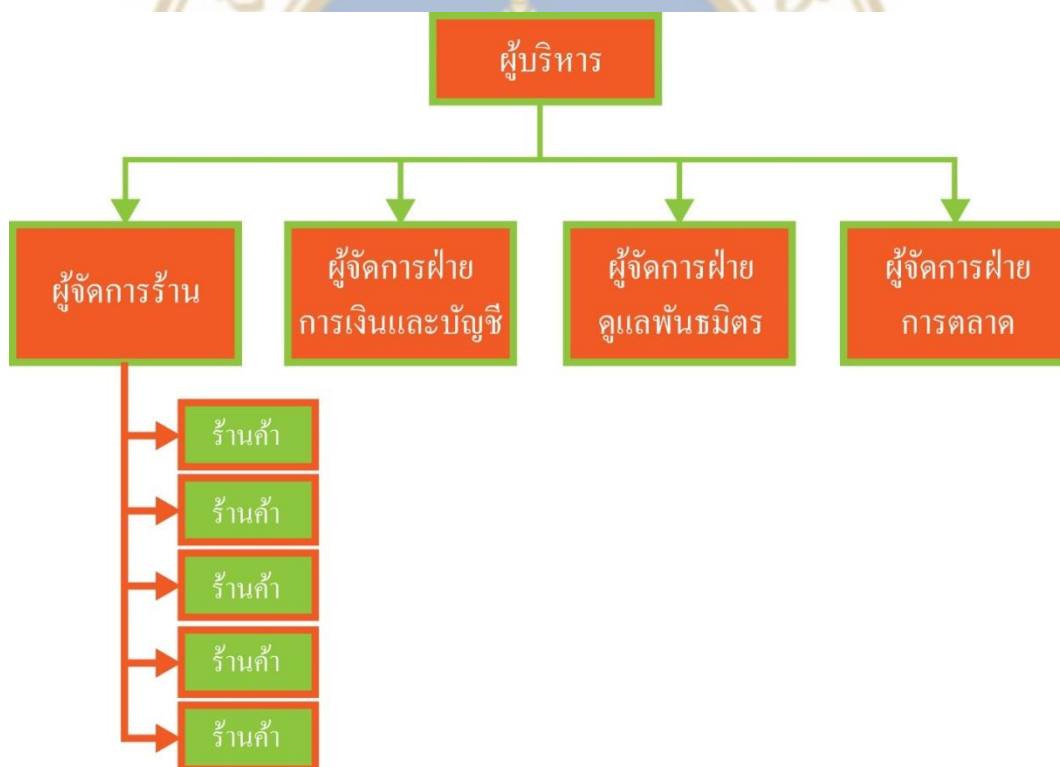 ผู้บริหาร
ผู้จัดการร้าน
ผู้จัดการฝ่าย
การเงินและบัญชี
ผู้จัดการฝ่าย
ดูแลพันธมิตร
ผู้จัดการฝ่าย
การตลาด
ร้านค้า
ร้านค้า
ร้านค้า
ร้านค้า
ร้านค้า